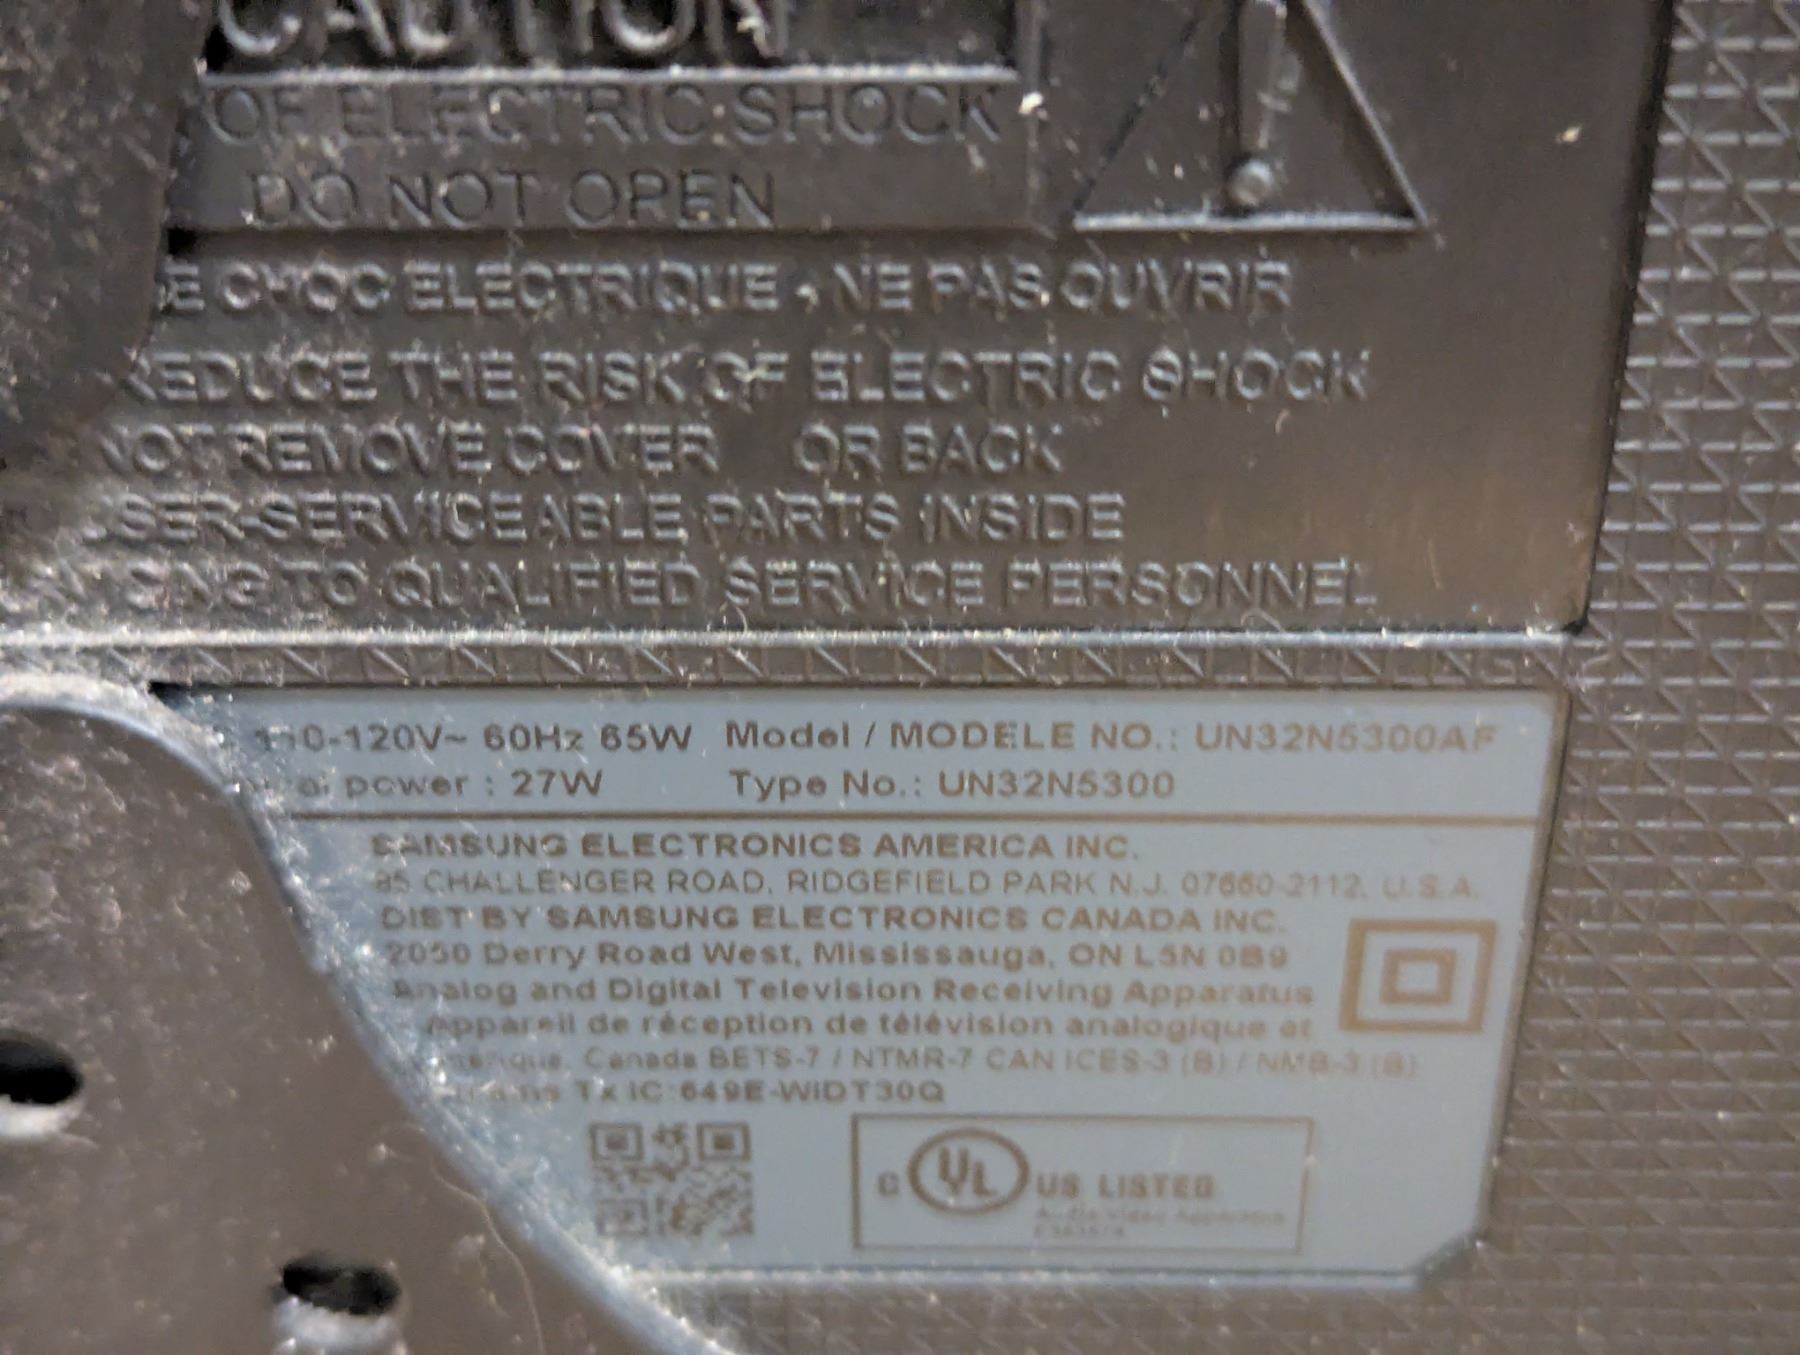 CAUTION
OF ELECTRIC SHOCK
DO NOT OPEN
DE CHOC ELECTRIQUE • NE PAS OUVRIR
REDUCE THE RISK OF ELECTRIC SHOCK
NOT REMOVE COVER OR BACK
USER-SERVICEABLE PARTS INSIDE
TO QUALIFIED SERVICE PERSONNEL
110-120V~ 60Hz 65W Model / MODELE NO.: UN32N5300AF
power : 27W Type No.: UN32N5300
SAMSUNG ELECTRONICS AMERICA INC.
85 CHALLENGER ROAD, RIDGEFIELD PARK N.J. 07660-2112, U.S.A.
DIST BY SAMSUNG ELECTRONICS CANADA INC.
2050 Derry Road West, Mississauga, ON L5N 0B9
Analog and Digital Television Receiving Apparatus
Appareil de réception de télévision analogique et
Canada BETS-7 / NTMR-7 CAN ICES-3 (B) / NMB-3 (B)
Tx IC:649E-WIDT30Q
C UL US LISTED
Audio/Video Apparatus